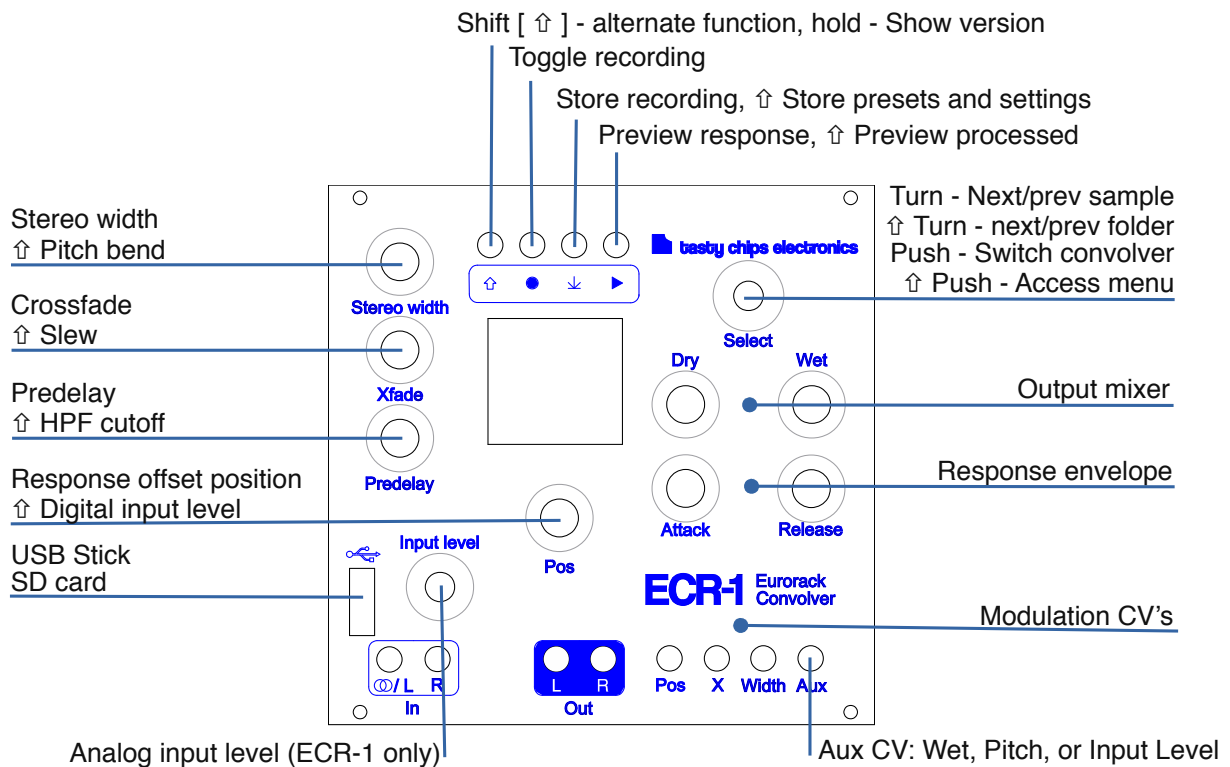 Shift [ ⇧ ] - alternate function, hold - Show version
Toggle recording
Store recording, ⇧ Store presets and settings
Preview response, ⇧ Preview processed
Stereo width
⇧ Pitch bend
Crossfade
⇧ Slew
Predelay
⇧ HPF cutoff
Response offset position
⇧ Digital input level
USB Stick
SD card
Analog input level (ECR-1 only)
Turn - Next/prev sample
⇧ Turn - next/prev folder
Push - Switch convolver
⇧ Push - Access menu
Output mixer
Response envelope
Modulation CV's
Aux CV: Wet, Pitch, or Input Level
tasty chips electronics
Stereo width
Select
Xfade
Dry
Wet
Predelay
Attack
Release
Input level
Pos
ECR-1 Eurorack
Convolver
/ L
R
In
L
R
Out
Pos
X
Width
Aux